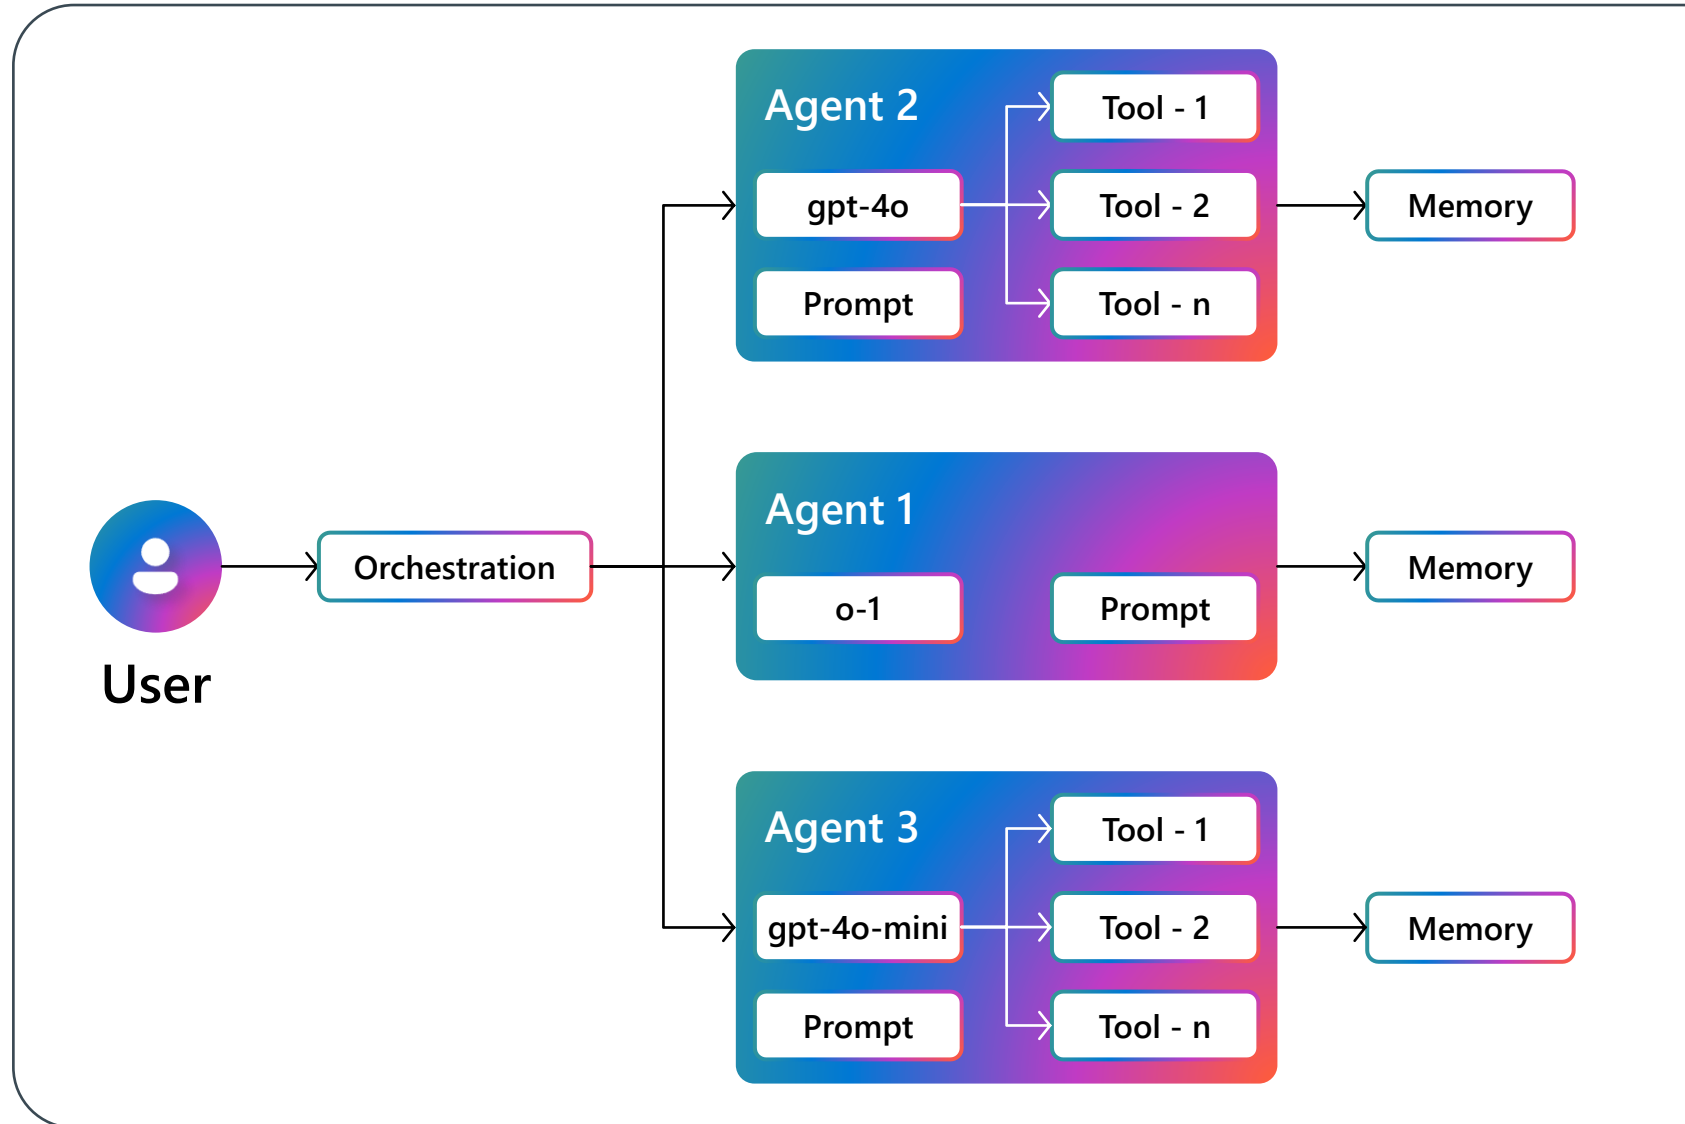 Agent 2
Tool - 1
gpt-4o
Tool - 2
Memory
Prompt
Tool - n
User
Orchestration
Agent 1
o-1
Prompt
Memory
Agent 3
Tool - 1
gpt-4o-mini
Tool - 2
Memory
Prompt
Tool - n